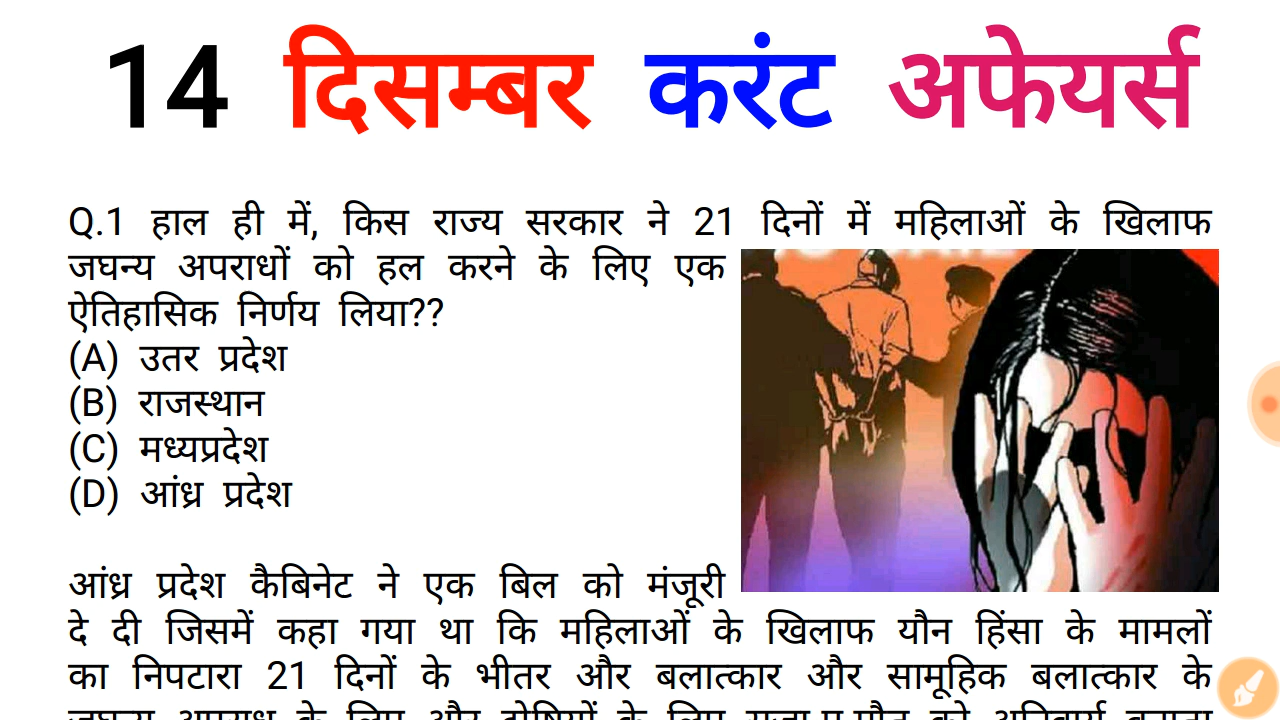 14 दिसम्बर करंट अफेयर्स
Q.1 हाल ही में, किस राज्य सरकार ने 21 दिनों में महिलाओं के खिलाफ
जघन्य अपराधों को हल करने के लिए एक
ऐतिहासिक निर्णय लिया??
(A) उतर प्रदेश
(B) राजस्थान
(C) मध्यप्रदेश
(D) आंध्र प्रदेश
आंध्र प्रदेश कैबिनेट ने एक बिल को मंजूरी
दे दी जिसमें कहा गया था कि महिलाओं के खिलाफ यौन हिंसा के मामलों
का निपटारा 21 दिनों के भीतर और बलात्कार और सामूहिक बलात्कार के